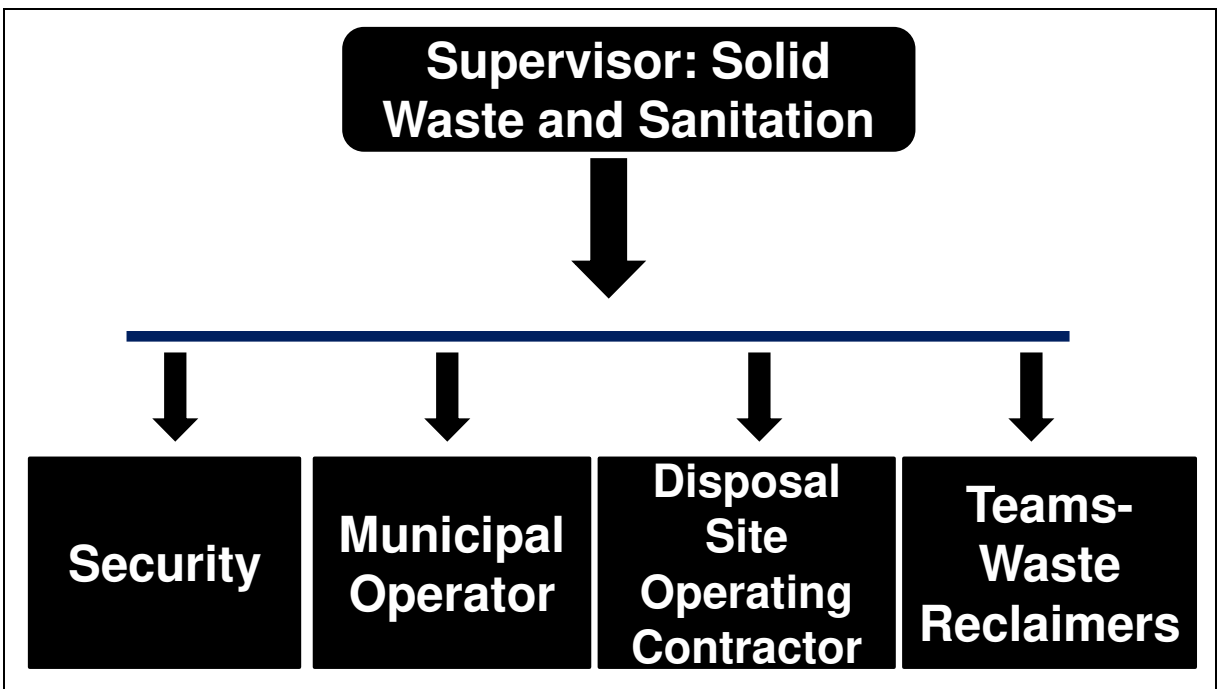 Supervisor: Solid
Waste and Sanitation
Security
Municipal
Operator
Disposal
Site
Operating
Contractor
Teams-
Waste
Reclaimers